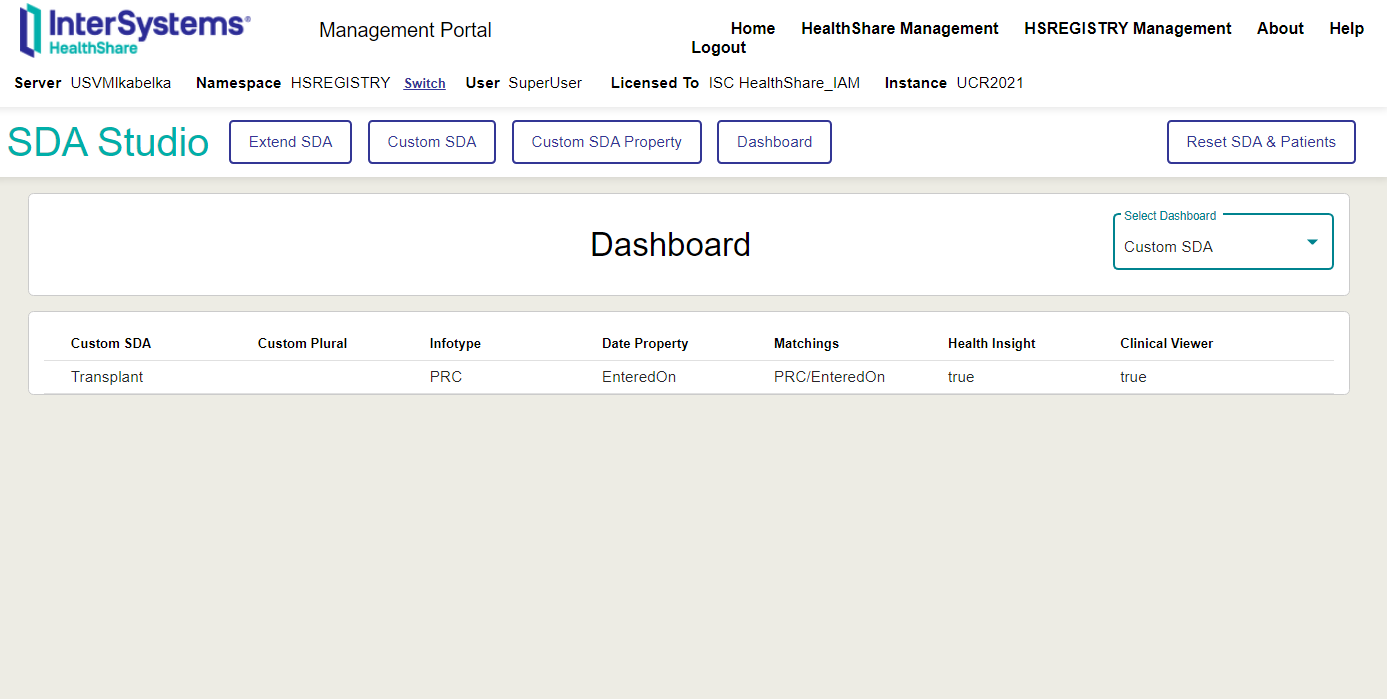 InterSystems®
HealthShare
Management Portal
Home HealthShare Management HSREGISTRY Management About Help
Logout
Server USVMIkabelka Namespace HSREGISTRY Switch User SuperUser Licensed To ISC HealthShare_IAM Instance UCR2021
SDA Studio Extend SDA Custom SDA Custom SDA Property Dashboard Reset SDA & Patients
Select Dashboard
Dashboard Custom SDA
Custom SDA Custom Plural Infotype Date Property Matchings Health Insight Clinical Viewer
Transplant PRC EnteredOn PRC/EnteredOn true true